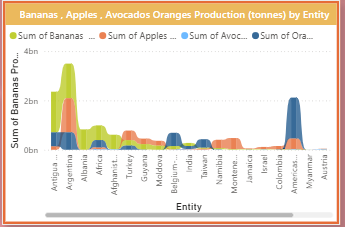 Bananas , Apples , Avocados Oranges Production (tonnes) by Entity
Sum of Bananas ... Sum of Apples ... Sum of Avoc... Sum of Ora...
Sum of Bananas Pro...
4bn
2bn
0bn
Antigua ...
Argentina
Albania
Africa
Afghanist...
Turkey
Guyana
Moldova
Belgium-...
India
Taiwan
Namibia
Montene...
Jamaica
Israel
Colombia
Americas...
Myanmar
Austria
Entity